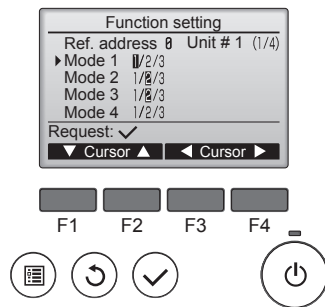 Function setting
Ref. address 0 Unit # 1 (1/4)
Mode 1 1/2/3
Mode 2 1/2/3
Mode 3 1/2/3
Mode 4 1/2/3
Request: ✓
▼ Cursor ▲ ◀ Cursor ▶
F1 F2 F3 F4